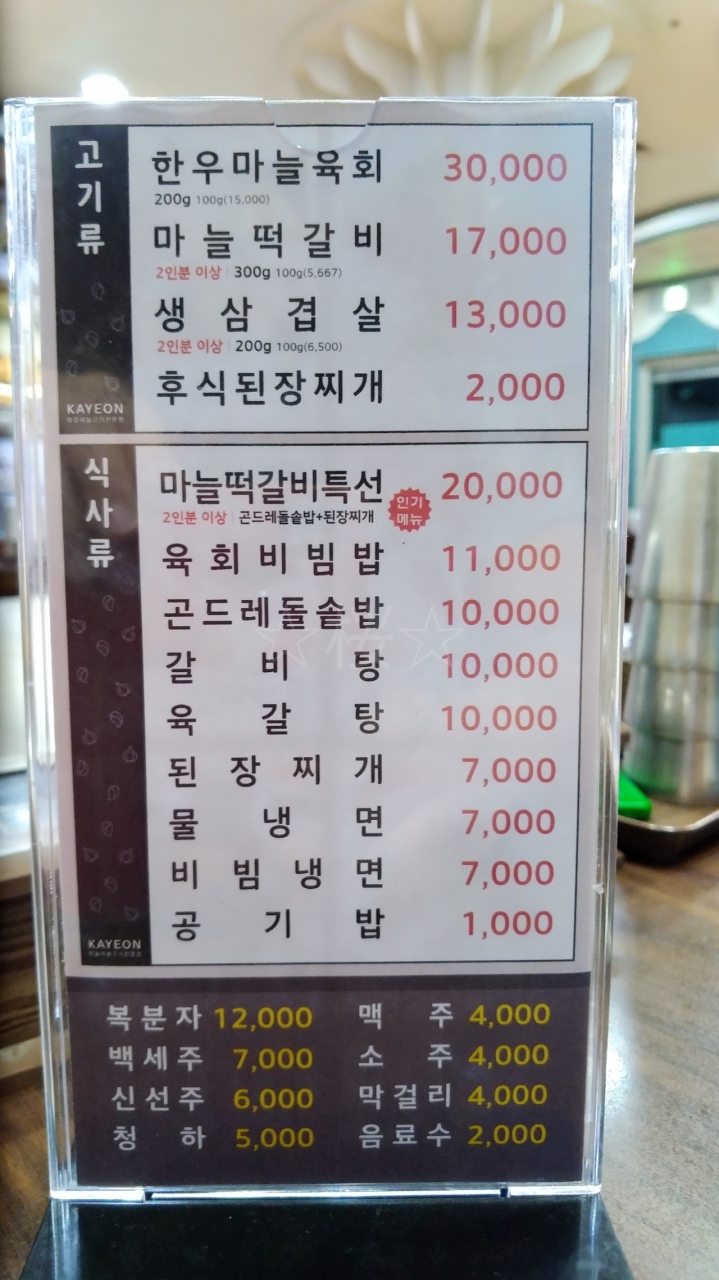 고기류
한우마늘육회 30,000
200g 100g(15,000)
마늘떡갈비 17,000
2인분 이상 300g 100g(5,667)
생삼겹살 13,000
2인분 이상 200g 100g(6,500)
후식된장찌개 2,000
KAYEON
식사류
마늘떡갈비특선 20,000
2인분 이상 곤드레돌솥밥+된장찌개
인기
메뉴
육회비빔밥 11,000
곤드레돌솥밥 10,000
☆桜☆
갈비탕 10,000
육갈탕 10,000
된장찌개 7,000
물냉면 7,000
비빔냉면 7,000
공기밥 1,000
KAYEON
복분자 12,000 맥주 4,000
백세주 7,000 소주 4,000
신선주 6,000 막걸리 4,000
청하 5,000 음료수 2,000